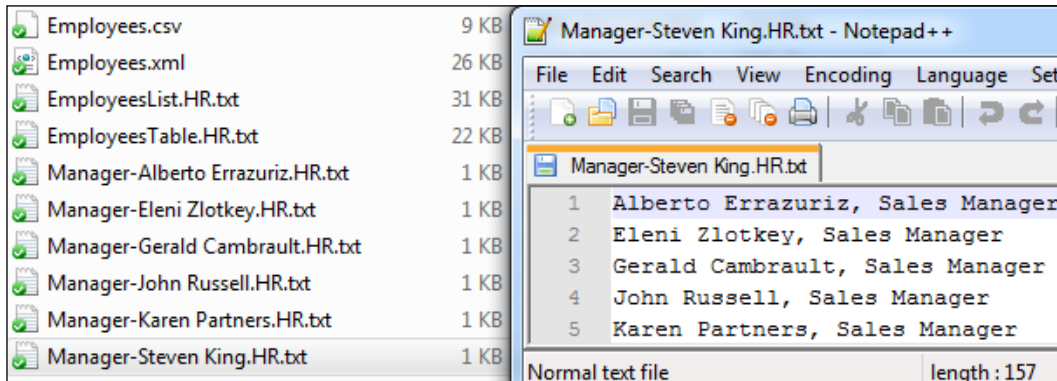 Employees.csv 9 KB
Employees.xml 26 KB
EmployeesList.HR.txt 31 KB
EmployeesTable.HR.txt 22 KB
Manager-Alberto Errazuriz.HR.txt 1 KB
Manager-Eleni Zlotkey.HR.txt 1 KB
Manager-Gerald Cambrault.HR.txt 1 KB
Manager-John Russell.HR.txt 1 KB
Manager-Karen Partners.HR.txt 1 KB
Manager-Steven King.HR.txt 1 KB
Manager-Steven King.HR.txt - Notepad++
File Edit Search View Encoding Language Set
Manager-Steven King.HR.txt
1 Alberto Errazuriz, Sales Manager
2 Eleni Zlotkey, Sales Manager
3 Gerald Cambrault, Sales Manager
4 John Russell, Sales Manager
5 Karen Partners, Sales Manager
Normal text file length : 157